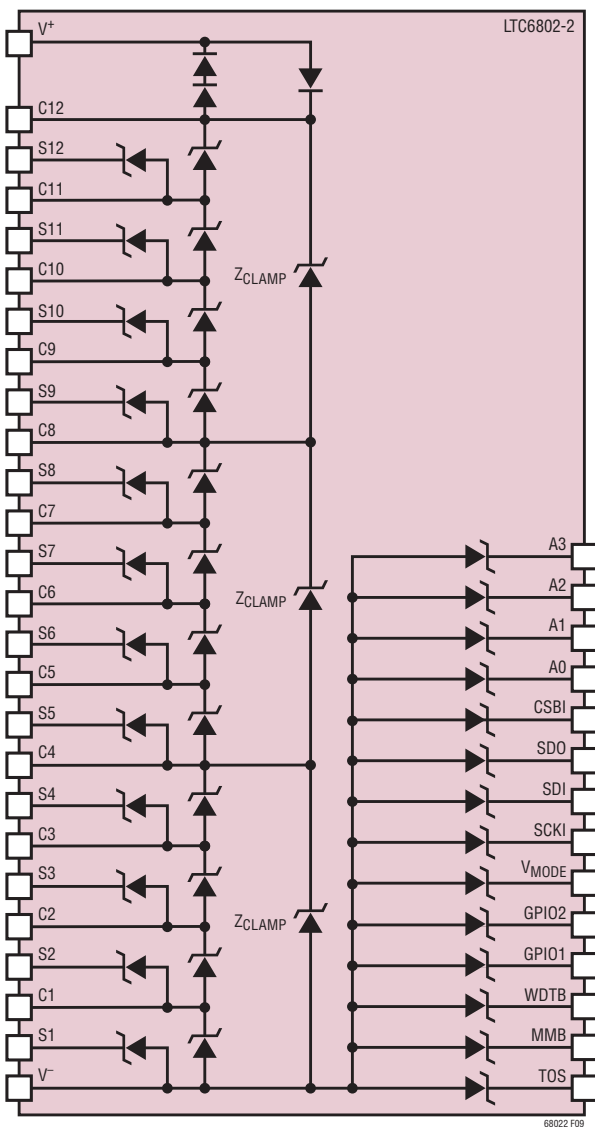 LTC6802-2
V+
C12
S12
C11
S11
C10
ZCLAMP
S10
C9
S9
C8
S8
C7
S7
C6
ZCLAMP
S6
C5
S5
C4
S4
C3
S3
C2
ZCLAMP
S2
C1
S1
V−
A3
A2
A1
A0
CSBI
SDO
SDI
SCKI
VMODE
GPIO2
GPIO1
WDTB
MMB
TOS
68022 F09